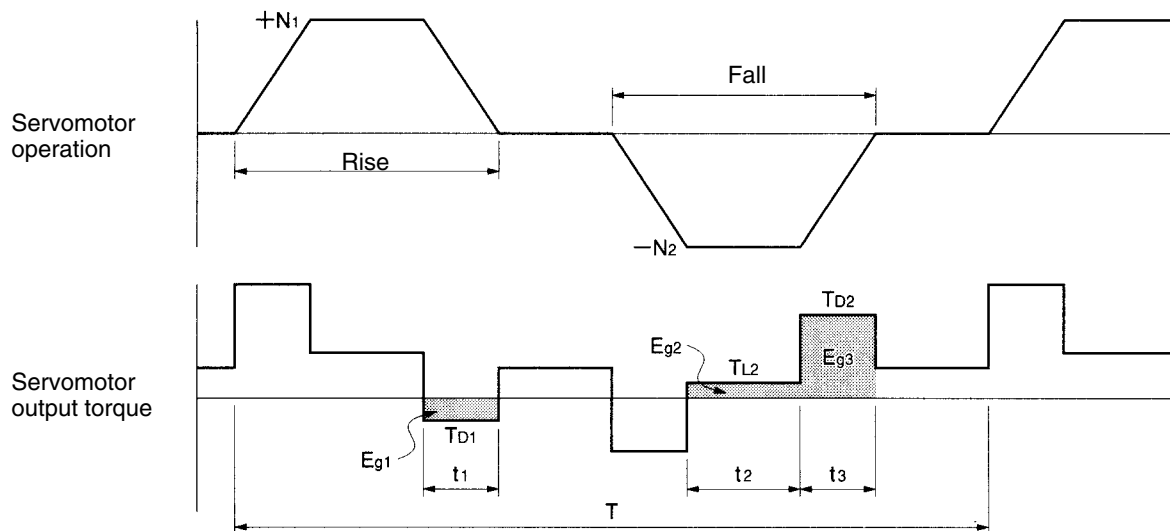 +N1
Fall
Servomotor
operation
Rise
−N2
TD2
Eg2
TL2
Eg3
Servomotor
output torque
TD1
Eg1
t1
t2
t3
T